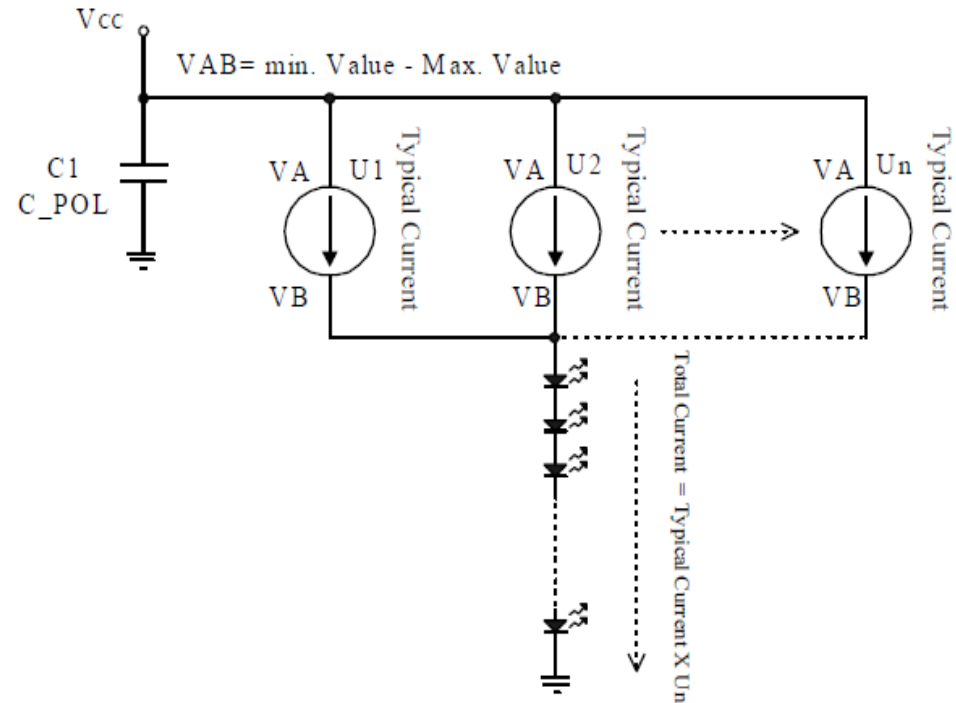 Vcc
VAB= min. Value - Max. Value
C1
C_POL
VA
U1
Typical Current
VB
VA
U2
Typical Current
VB
VA
Un
Typical Current
VB
Total Current = Typical Current X Un